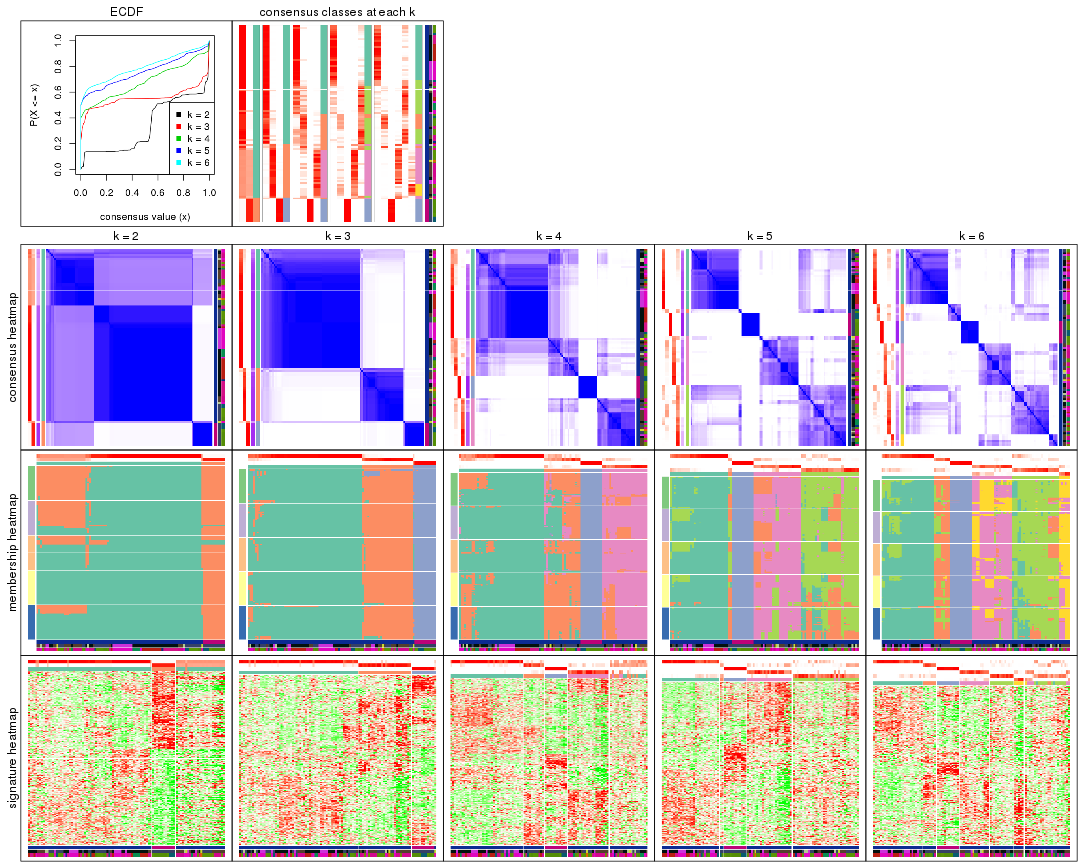 ECDF
consensus classes at each k
P(X <= x)
0.0 0.2 0.4 0.6 0.8 1.0
k = 2
k = 3
k = 4
k = 5
k = 6
0.0 0.2 0.4 0.6 0.8 1.0
consensus value (x)
k = 2
k = 3
k = 4
k = 5
k = 6
consensus heatmap
membership heatmap
signature heatmap